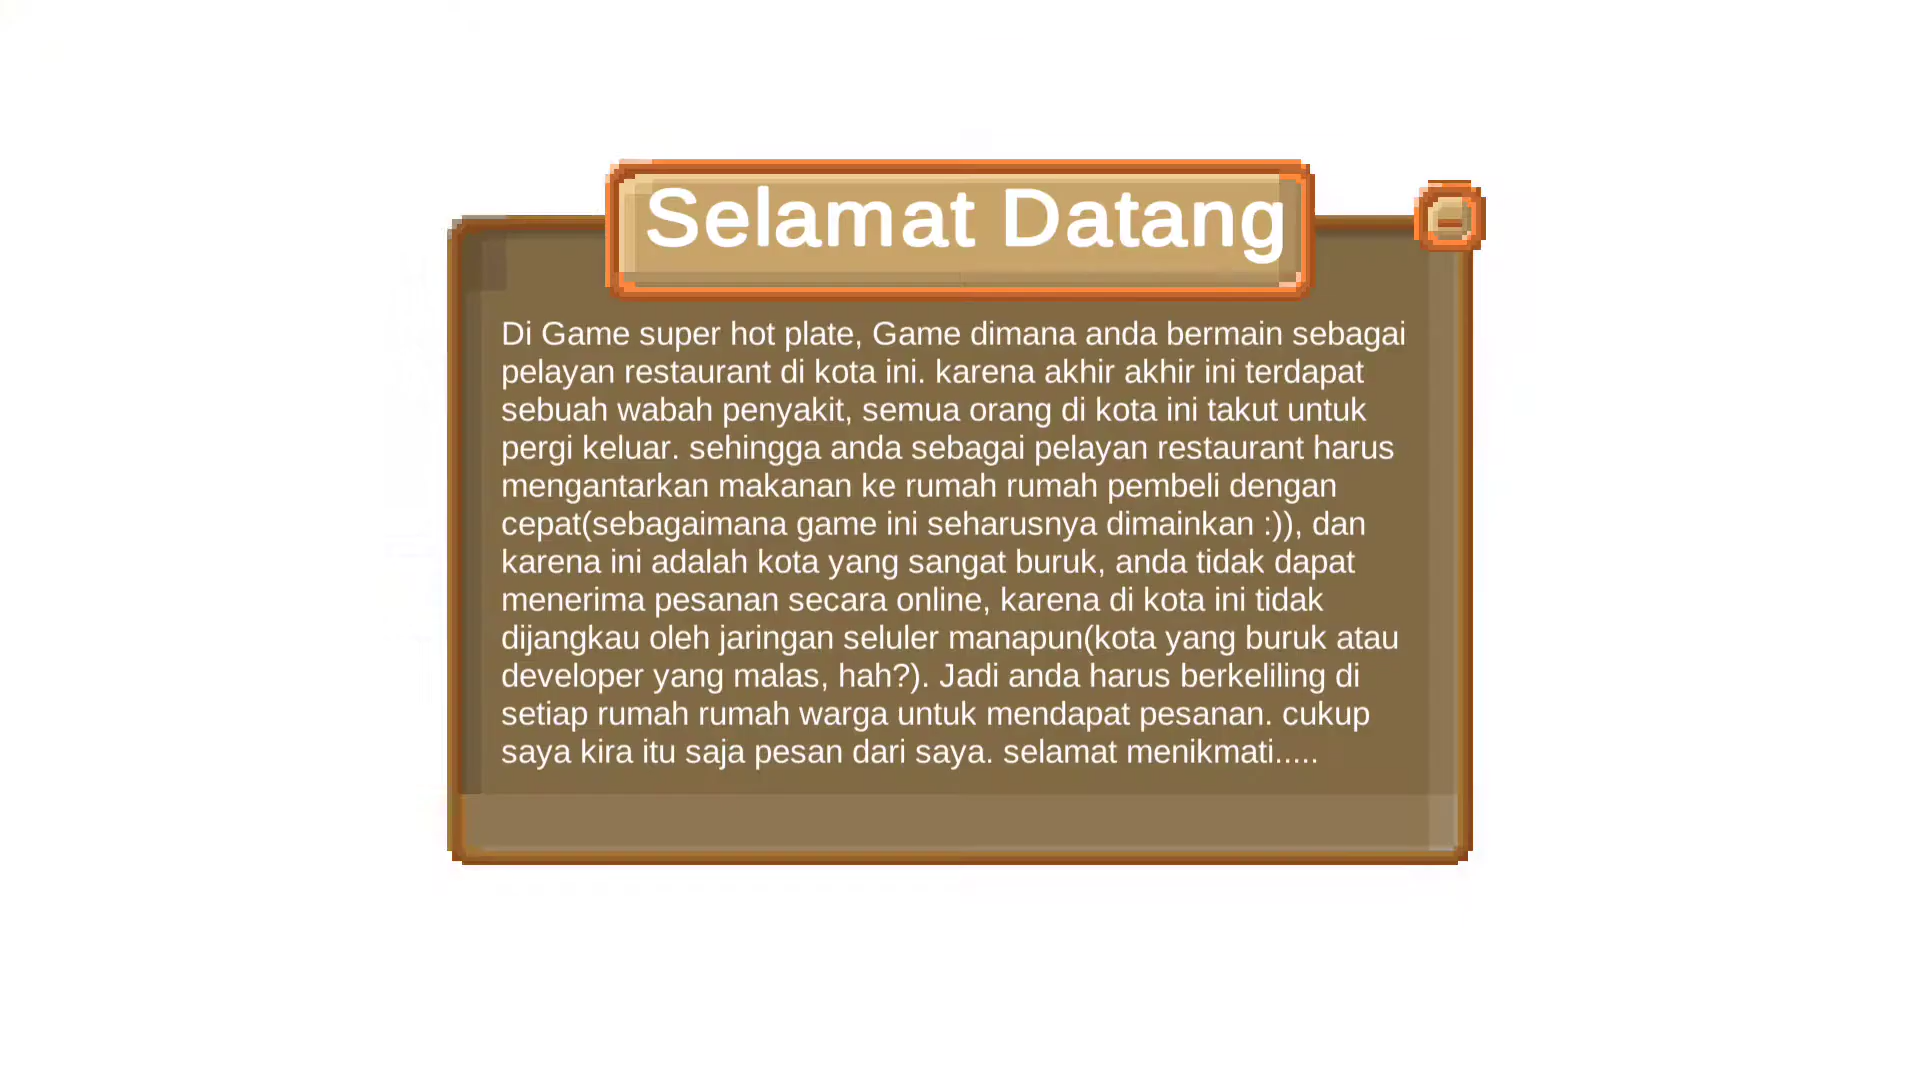 Selamat Datang
Di Game super hot plate, Game dimana anda bermain sebagai
pelayan restaurant di kota ini. karena akhir akhir ini terdapat
sebuah wabah penyakit, semua orang di kota ini takut untuk
pergi keluar. sehingga anda sebagai pelayan restaurant harus
mengantarkan makanan ke rumah rumah pembeli dengan
cepat(sebagaimana game ini seharusnya dimainkan :)), dan
karena ini adalah kota yang sangat buruk, anda tidak dapat
menerima pesanan secara online, karena di kota ini tidak
dijangkau oleh jaringan seluler manapun(kota yang buruk atau
developer yang malas, hah?). Jadi anda harus berkeliling di
setiap rumah rumah warga untuk mendapat pesanan. cukup
saya kira itu saja pesan dari saya. selamat menikmati.....